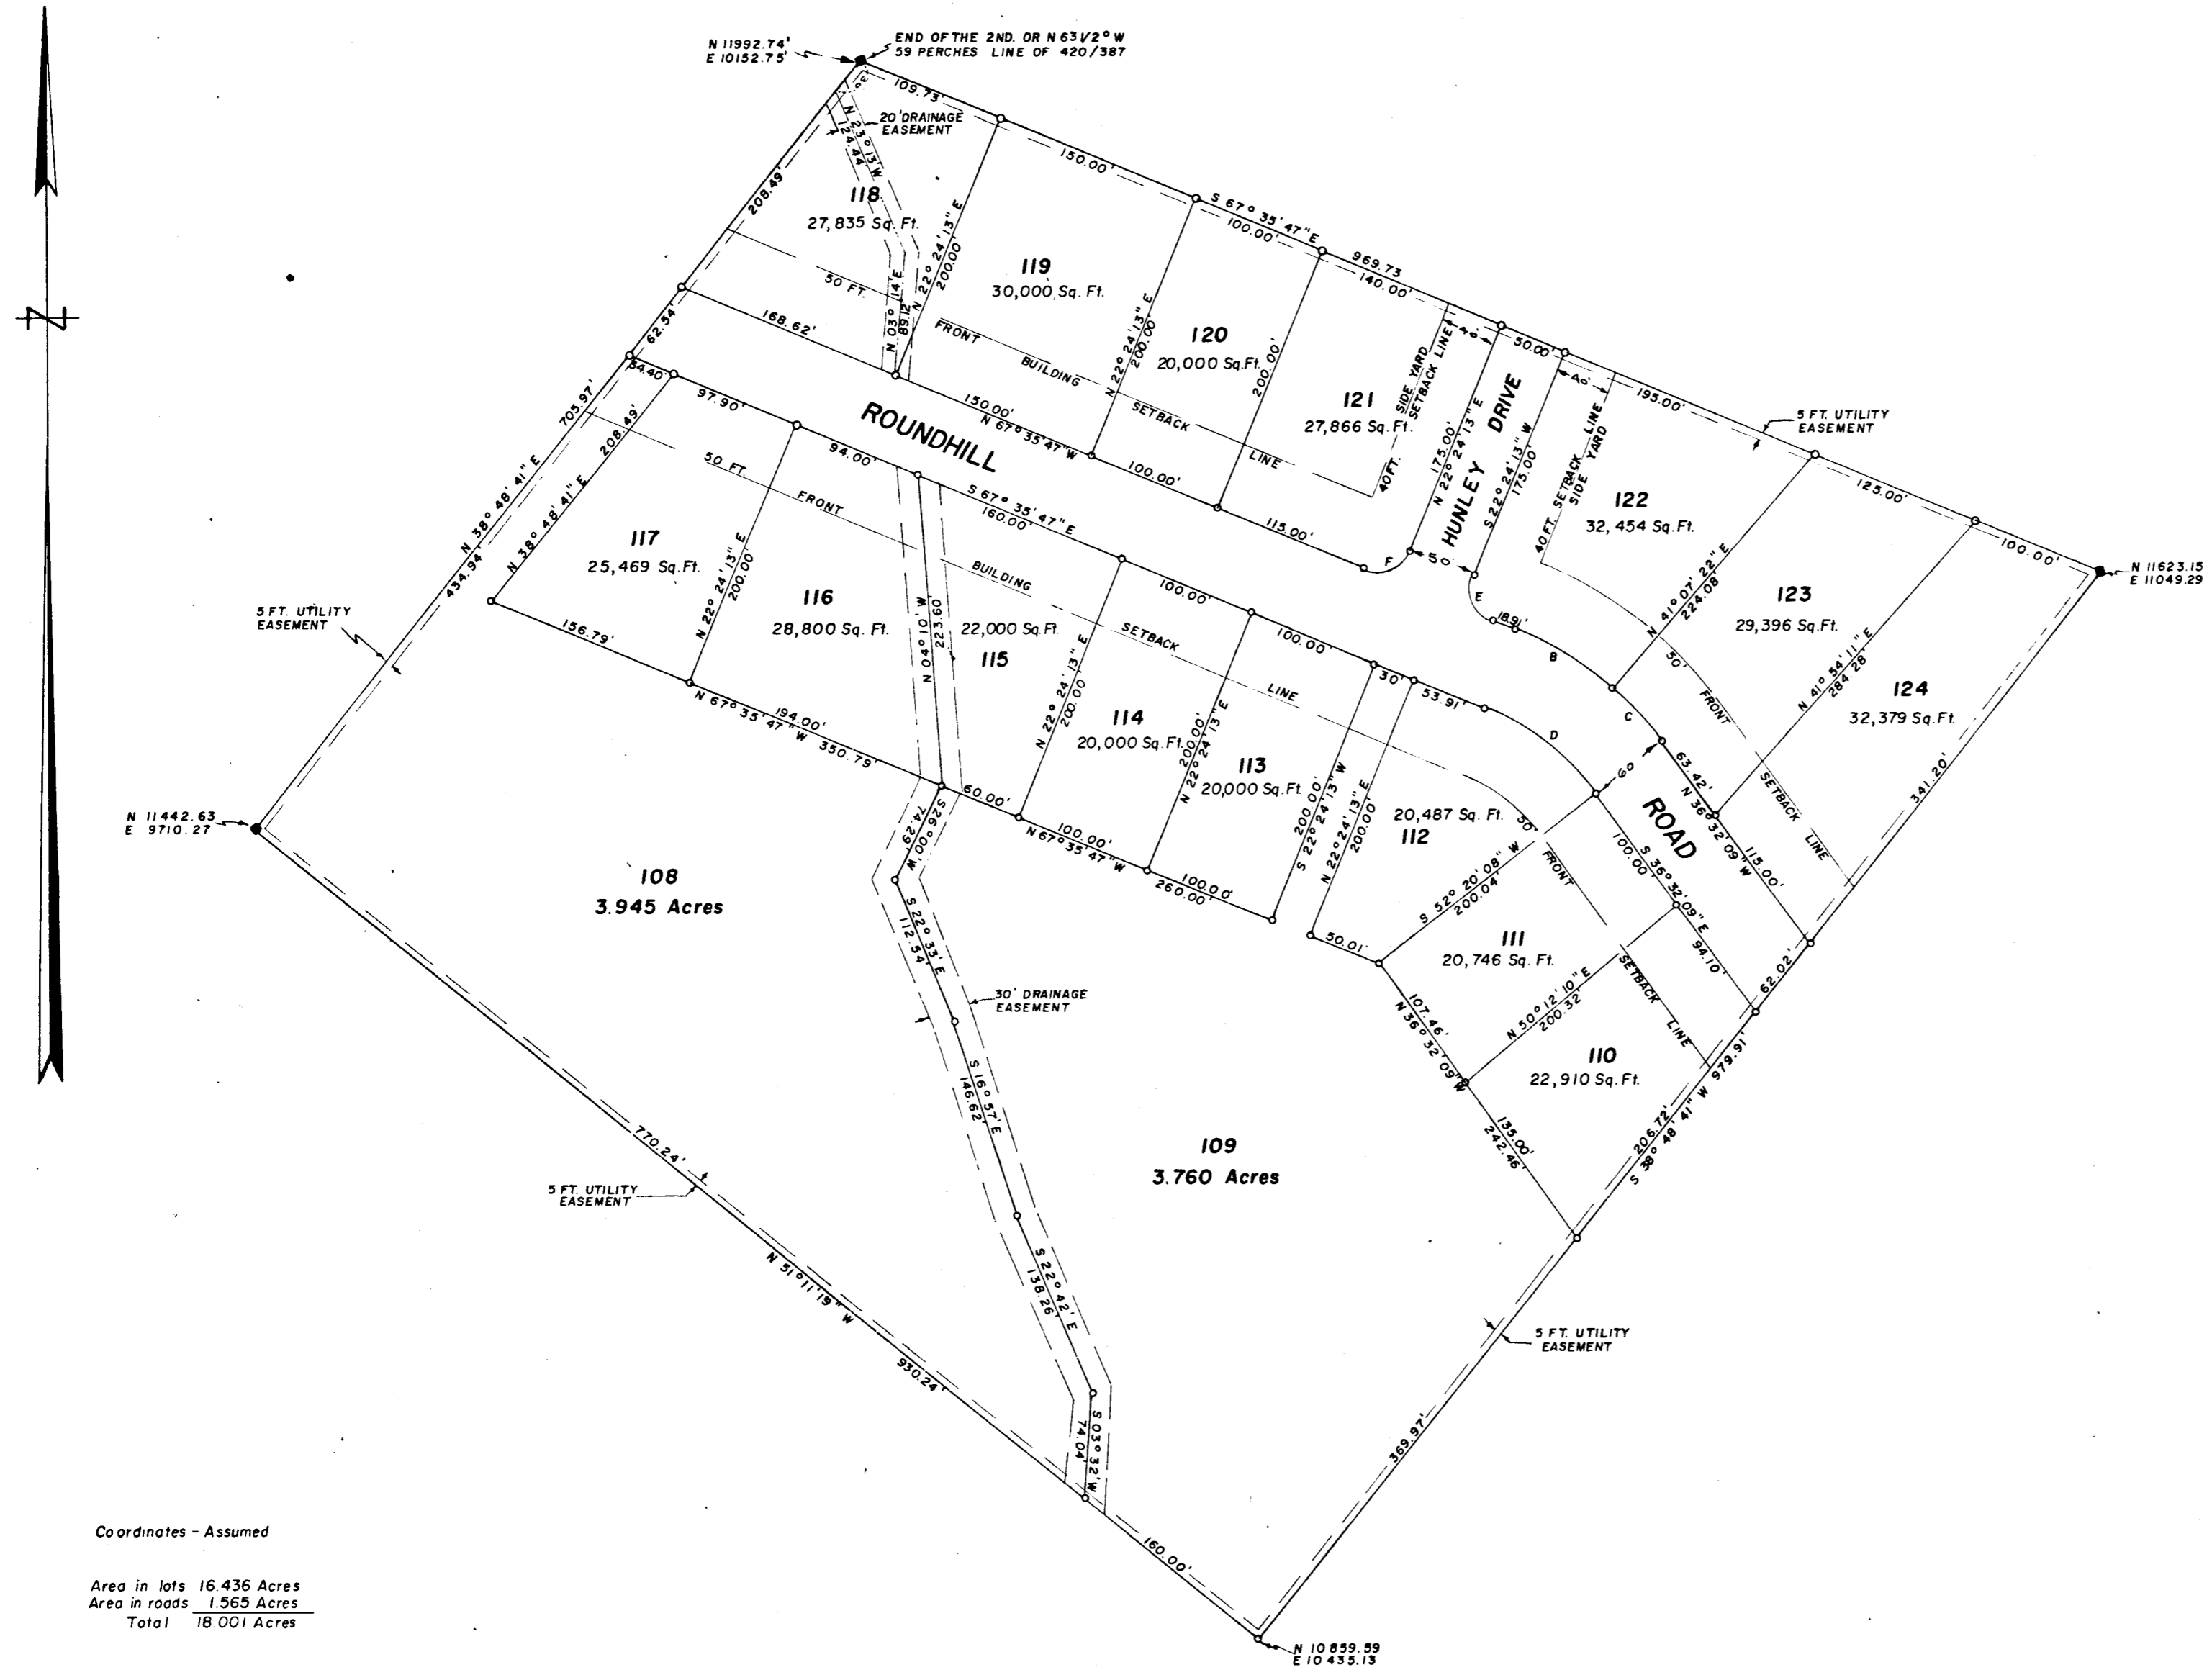 N 11992.74'
E 10152.75'
END OF THE 2ND. OR N 63 1/2° W
59 PERCHES LINE OF 420/387
109.73'
N 23° 13' W
124.44
20' DRAINAGE
EASEMENT
150.00'
208.49'
118
27,835 Sq. Ft.
N 22° 24' 13" E
200.00'
119
30,000 Sq. Ft.
S 67° 35' 47" E
100.00'
969.73
140.00'
50 FT.
N 03° 14' E
89.12
FRONT
BUILDING
SETBACK
LINE
168.62'
62.54'
N 22° 24' 13" E
200.00'
120
20,000 Sq. Ft.
200.00'
121
27,866 Sq. Ft.
SIDE YARD
40 FT. SETBACK LINE
40'
50.00'
40'
195.00'
5 FT. UTILITY
EASEMENT
HUNLEY DRIVE
N 22° 24' 13" E
175.00'
S 22° 24' 13" W
175.00'
40 FT. SETBACK LINE
SIDE YARD
122
32,454 Sq. Ft.
125.00'
100.00'
N 11623.15
E 11049.29
34.40'
97.90'
ROUNDHILL
150.00'
N 67° 35' 47" W
100.00'
115.00'
F
50'
E
18.91'
B
705.97'
208.49'
94.00'
50 FT.
FRONT
S 67° 35' 47" E
160.00'
N 38° 48' 41" E
434.94'
N 38° 48' 41" E
117
25,469 Sq. Ft.
N 22° 24' 13" E
200.00'
116
28,800 Sq. Ft.
N 04° 10' W
223.60'
BUILDING
22,000 Sq. Ft.
115
100.00'
SETBACK
100.00'
LINE
N 41° 07' 22" E
224.08'
123
29,396 Sq. Ft.
50'
FRONT
SETBACK
LINE
N 41° 54' 11" E
284.28'
124
32,379 Sq. Ft.
5 FT. UTILITY
EASEMENT
156.79'
N 22° 24' 13" E
200.00'
114
20,000 Sq. Ft.
30'
53.91'
D
C
60
63.42'
N 36° 32' 09" W
115.00'
341.20'
194.00'
N 67° 35' 47" W 350.79'
60.00'
N 22° 24' 13" E
200.00'
113
20,000 Sq. Ft.
S 22° 24' 13" W
200.00'
N 22° 24' 13" E
200.00'
20,487 Sq. Ft.
112
50'
FRONT
ROAD
S 36° 32' 09" E
100.00'
N 11442.63
E 9710.27
S 26° 00' W
74.29'
100.00'
N 67° 35' 47" W
100.00
260.00'
S 52° 20' 08" W
200.04'
94.10'
108
3.945 Acres
S 22° 33' E
112.54'
50.01'
111
20,746 Sq. Ft.
SETBACK
LINE
62.02'
30' DRAINAGE
EASEMENT
107.46'
N 36° 32' 09" W
N 50° 12' 10" E
200.32'
110
22,910 Sq. Ft.
979.91'
S 16° 57' E
146.62'
135.00'
242.46'
206.72'
S 38° 48' 41" W
770.24'
109
3.760 Acres
5 FT. UTILITY
EASEMENT
S 22° 42' E
138.26'
N 51° 11' 19" W
930.24'
5 FT. UTILITY
EASEMENT
S 03° 32' W
74.04'
369.97'
160.00'
N 10859.59
E 10435.13
N
Coordinates - Assumed
Area in lots 16.436 Acres
Area in roads 1.565 Acres
Total 18.001 Acres